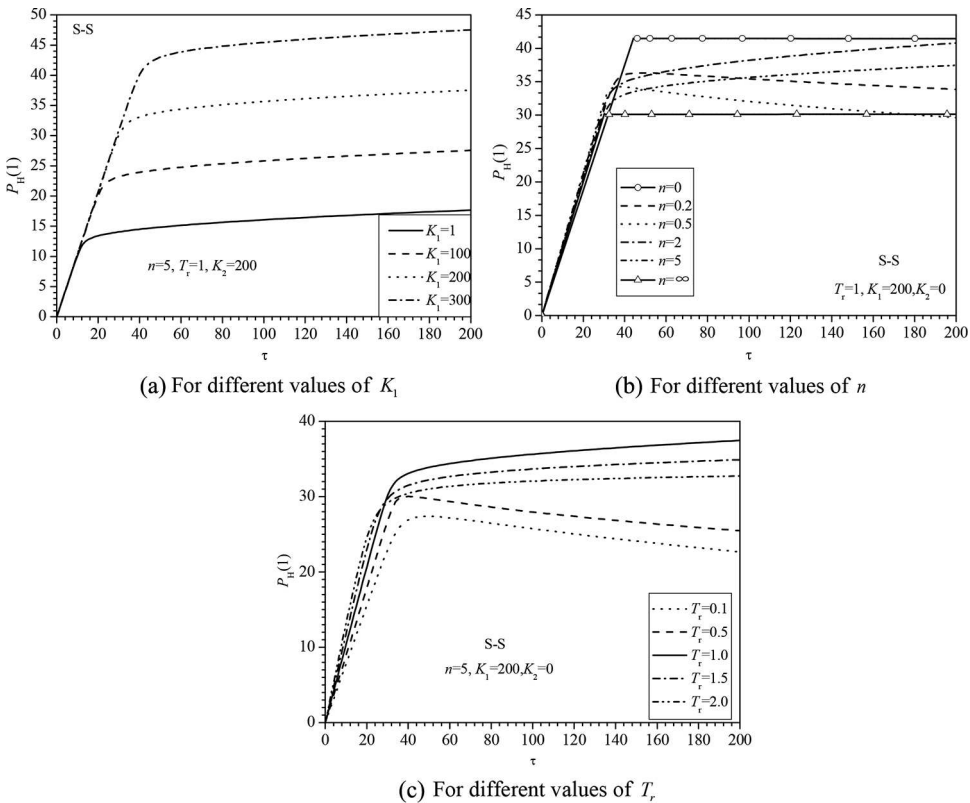 50
45
40
35
30
25
20
15
10
5
0
P_H(1)
S-S
n=5, T_r=1, K_2=200
K_1=1
K_1=100
K_1=200
K_1=300
0 20 40 60 80 100 120 140 160 180 200
τ
(a) For different values of K_1
45
40
35
30
25
20
15
10
5
0
P_H(1)
n=0
n=0.2
n=0.5
n=2
n=5
n=∞
S-S
T_r=1, K_1=200,K_2=0
0 20 40 60 80 100 120 140 160 180 200
τ
(b) For different values of n
40
30
20
10
0
P_H(1)
S-S
n=5, K_1=200,K_2=0
T_r=0.1
T_r=0.5
T_r=1.0
T_r=1.5
T_r=2.0
0 20 40 60 80 100 120 140 160 180 200
τ
(c) For different values of T_r